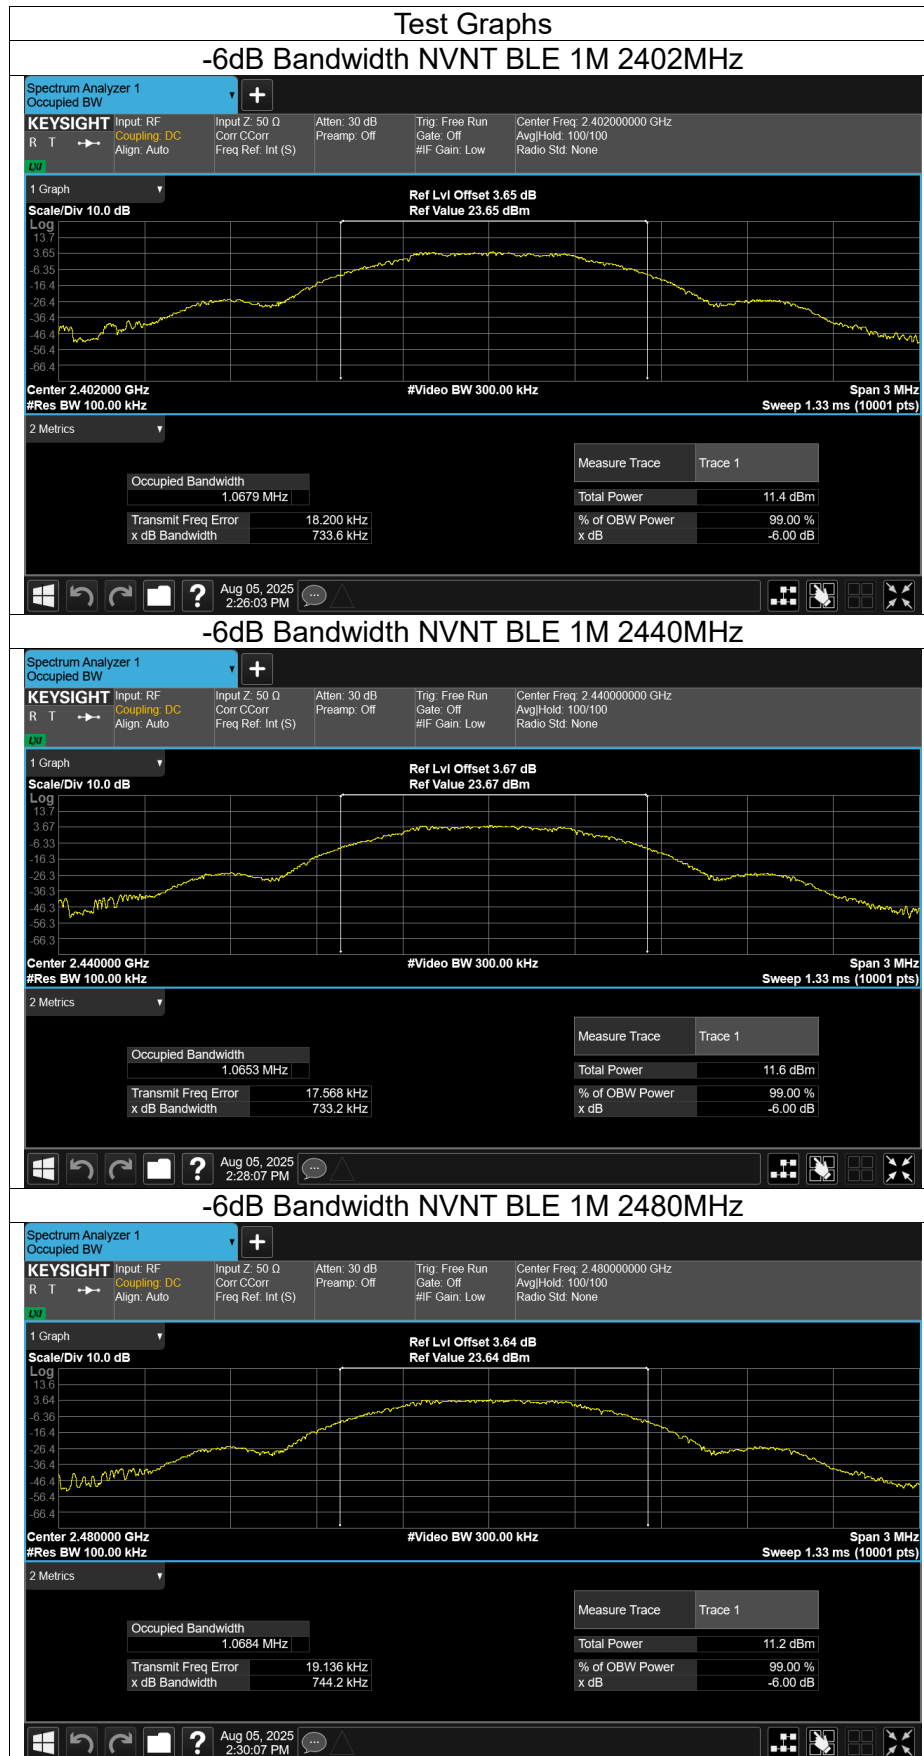 Test Graphs
-6dB Bandwidth NVNT BLE 1M 2402MHz
Spectrum Analyzer 1
Occupied BW
+
KEYSIGHT Input: RF Input Z: 50 Ω Atten: 30 dB Trig: Free Run Center Freq: 2.402000000 GHz
R T Coupling: DC Corr CCorr Preamp: Off Gate: Off Avg|Hold: 100/100
Align: Auto Freq Ref: Int (S) #IF Gain: Low Radio Std: None
LXI
1 Graph
Ref Lvl Offset 3.65 dB
Scale/Div 10.0 dB Ref Value 23.65 dBm
Log
13.7
3.65
-6.35
-16.4
-26.4
-36.4
-46.4
-56.4
-66.4
Center 2.402000 GHz #Video BW 300.00 kHz Span 3 MHz
#Res BW 100.00 kHz Sweep 1.33 ms (10001 pts)
2 Metrics
Measure Trace Trace 1
Occupied Bandwidth
1.0679 MHz Total Power 11.4 dBm
Transmit Freq Error 18.200 kHz % of OBW Power 99.00 %
x dB Bandwidth 733.6 kHz x dB -6.00 dB
? Aug 05, 2025
2:26:03 PM
-6dB Bandwidth NVNT BLE 1M 2440MHz
Spectrum Analyzer 1
Occupied BW
+
KEYSIGHT Input: RF Input Z: 50 Ω Atten: 30 dB Trig: Free Run Center Freq: 2.440000000 GHz
R T Coupling: DC Corr CCorr Preamp: Off Gate: Off Avg|Hold: 100/100
Align: Auto Freq Ref: Int (S) #IF Gain: Low Radio Std: None
LXI
1 Graph
Ref Lvl Offset 3.67 dB
Scale/Div 10.0 dB Ref Value 23.67 dBm
Log
13.7
3.67
-6.33
-16.3
-26.3
-36.3
-46.3
-56.3
-66.3
Center 2.440000 GHz #Video BW 300.00 kHz Span 3 MHz
#Res BW 100.00 kHz Sweep 1.33 ms (10001 pts)
2 Metrics
Measure Trace Trace 1
Occupied Bandwidth
1.0653 MHz Total Power 11.6 dBm
Transmit Freq Error 17.568 kHz % of OBW Power 99.00 %
x dB Bandwidth 733.2 kHz x dB -6.00 dB
? Aug 05, 2025
2:28:07 PM
-6dB Bandwidth NVNT BLE 1M 2480MHz
Spectrum Analyzer 1
Occupied BW
+
KEYSIGHT Input: RF Input Z: 50 Ω Atten: 30 dB Trig: Free Run Center Freq: 2.480000000 GHz
R T Coupling: DC Corr CCorr Preamp: Off Gate: Off Avg|Hold: 100/100
Align: Auto Freq Ref: Int (S) #IF Gain: Low Radio Std: None
LXI
1 Graph
Ref Lvl Offset 3.64 dB
Scale/Div 10.0 dB Ref Value 23.64 dBm
Log
13.6
3.64
-6.36
-16.4
-26.4
-36.4
-46.4
-56.4
-66.4
Center 2.480000 GHz #Video BW 300.00 kHz Span 3 MHz
#Res BW 100.00 kHz Sweep 1.33 ms (10001 pts)
2 Metrics
Measure Trace Trace 1
Occupied Bandwidth
1.0684 MHz Total Power 11.2 dBm
Transmit Freq Error 19.136 kHz % of OBW Power 99.00 %
x dB Bandwidth 744.2 kHz x dB -6.00 dB
? Aug 05, 2025
2:30:07 PM